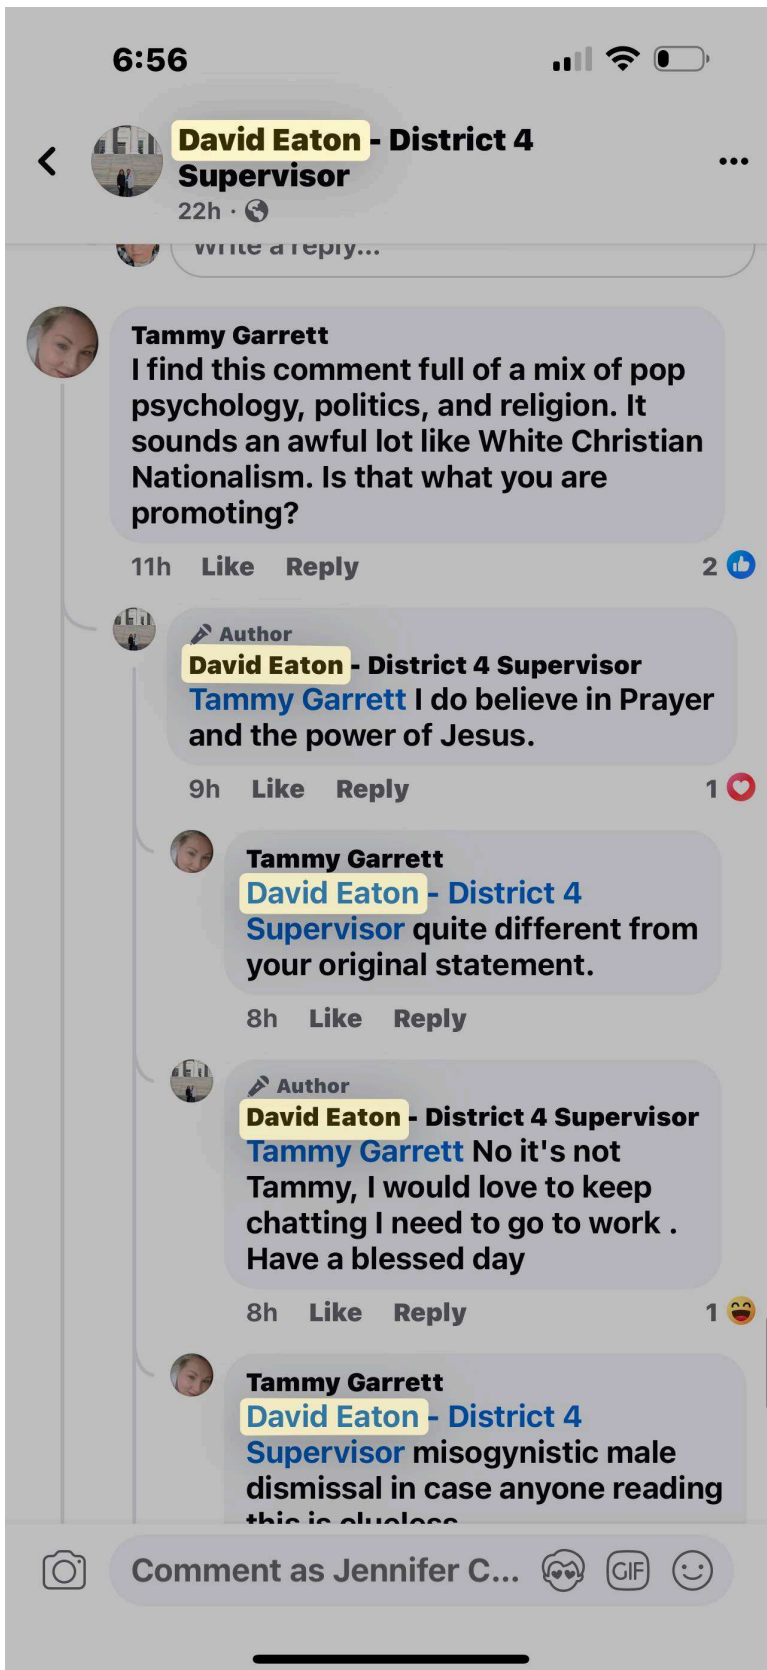 6:56
David Eaton - District 4
Supervisor
22h ·
Write a reply...
Tammy Garrett
I find this comment full of a mix of pop
psychology, politics, and religion. It
sounds an awful lot like White Christian
Nationalism. Is that what you are
promoting?
11h Like Reply 2
Author
David Eaton - District 4 Supervisor
Tammy Garrett I do believe in Prayer
and the power of Jesus.
9h Like Reply 1
Tammy Garrett
David Eaton - District 4
Supervisor quite different from
your original statement.
8h Like Reply
Author
David Eaton - District 4 Supervisor
Tammy Garrett No it's not
Tammy, I would love to keep
chatting I need to go to work .
Have a blessed day
8h Like Reply 1
Tammy Garrett
David Eaton - District 4
Supervisor misogynistic male
dismissal in case anyone reading
this is clueless
Comment as Jennifer C...
GIF